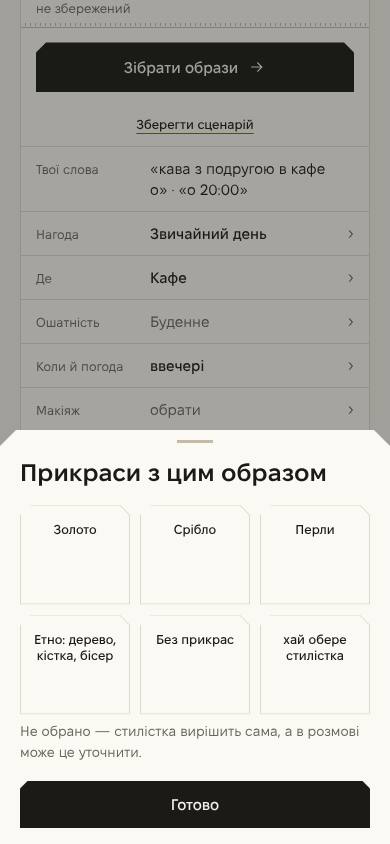 не збережений
Зібрати образи →
Зберегти сценарій
Твої слова
«кава з подругою в кафе
о» · «о 20:00»
Нагода
Звичайний день
Де
Кафе
Ошатність
Буденне
Коли й погода
ввечері
Макіяж
обрати
Прикраси з цим образом
Золото
Срібло
Перли
Етно: дерево,
кістка, бісер
Без прикрас
хай обере
стилістка
Не обрано — стилістка вирішить сама, а в розмові
може це уточнити.
Готово